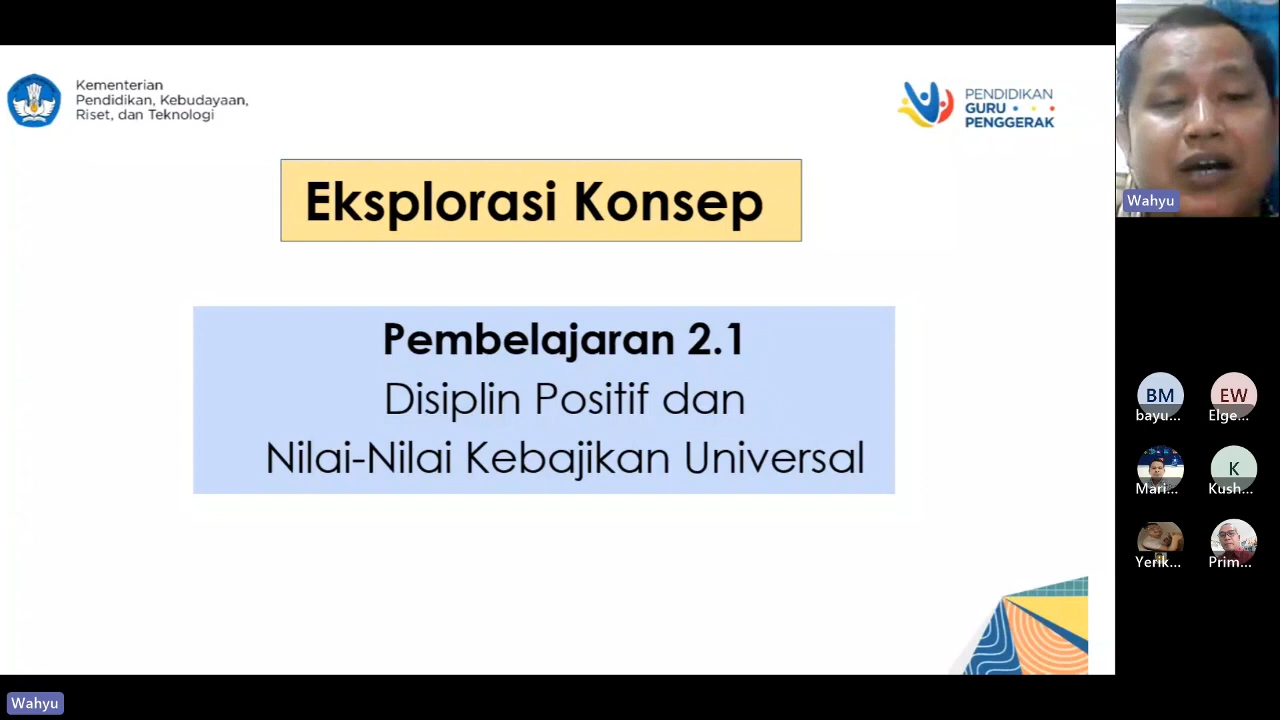 Kementerian
Pendidikan, Kebudayaan,
Riset, dan Teknologi
PENDIDIKAN
GURU
PENGGERAK
Eksplorasi Konsep
Pembelajaran 2.1
Disiplin Positif dan
Nilai-Nilai Kebajikan Universal
Wahyu
BM
bayu...
EW
Elge...
Mari...
K
Kush...
Yerik...
Prim...
Wahyu